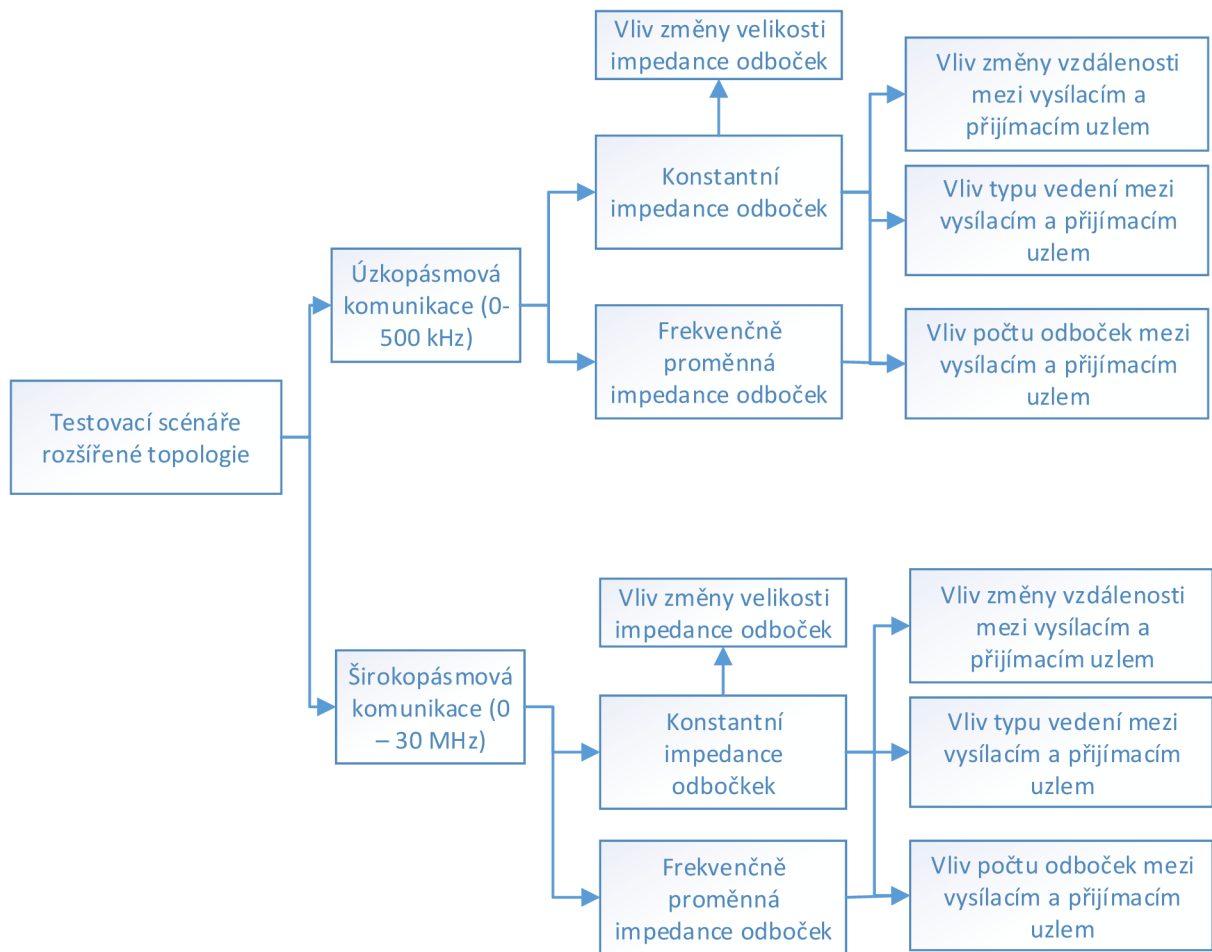 Vliv změny velikosti
impedance odboček
Vliv změny vzdálenosti
mezi vysílacím a
přijímacím uzlem
Konstantní
impedance odboček
Vliv typu vedení mezi
vysílacím a přijímacím
uzlem
Úzkopásmová
komunikace (0-
500 kHz)
Frekvenčně
proměnná
impedance odboček
Vliv počtu odboček mezi
vysílacím a přijímacím
uzlem
Testovací scénáře
rozšířené topologie
Vliv změny velikosti
impedance odboček
Vliv změny vzdálenosti
mezi vysílacím a
přijímacím uzlem
Širokopásmová
komunikace (0
– 30 MHz)
Konstantní
impedance
odbočkek
Vliv typu vedení mezi
vysílacím a přijímacím
uzlem
Frekvenčně
proměnná
impedance odboček
Vliv počtu odboček mezi
vysílacím a přijímacím
uzlem